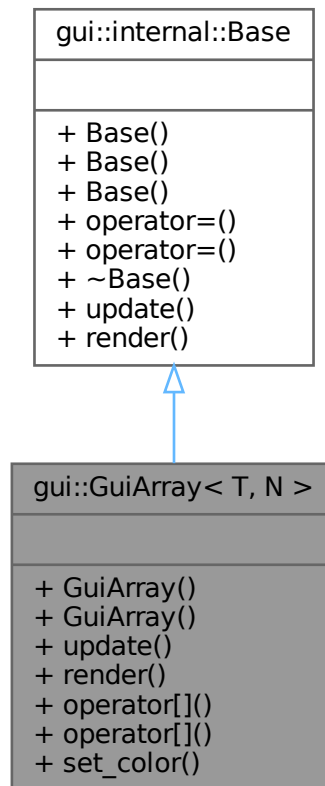 gui::internal::Base
+ Base()
+ Base()
+ Base()
+ operator=()
+ operator=()
+ ~Base()
+ update()
+ render()
gui::GuiArray< T, N >
+ GuiArray()
+ GuiArray()
+ update()
+ render()
+ operator[]()
+ operator[]()
+ set_color()